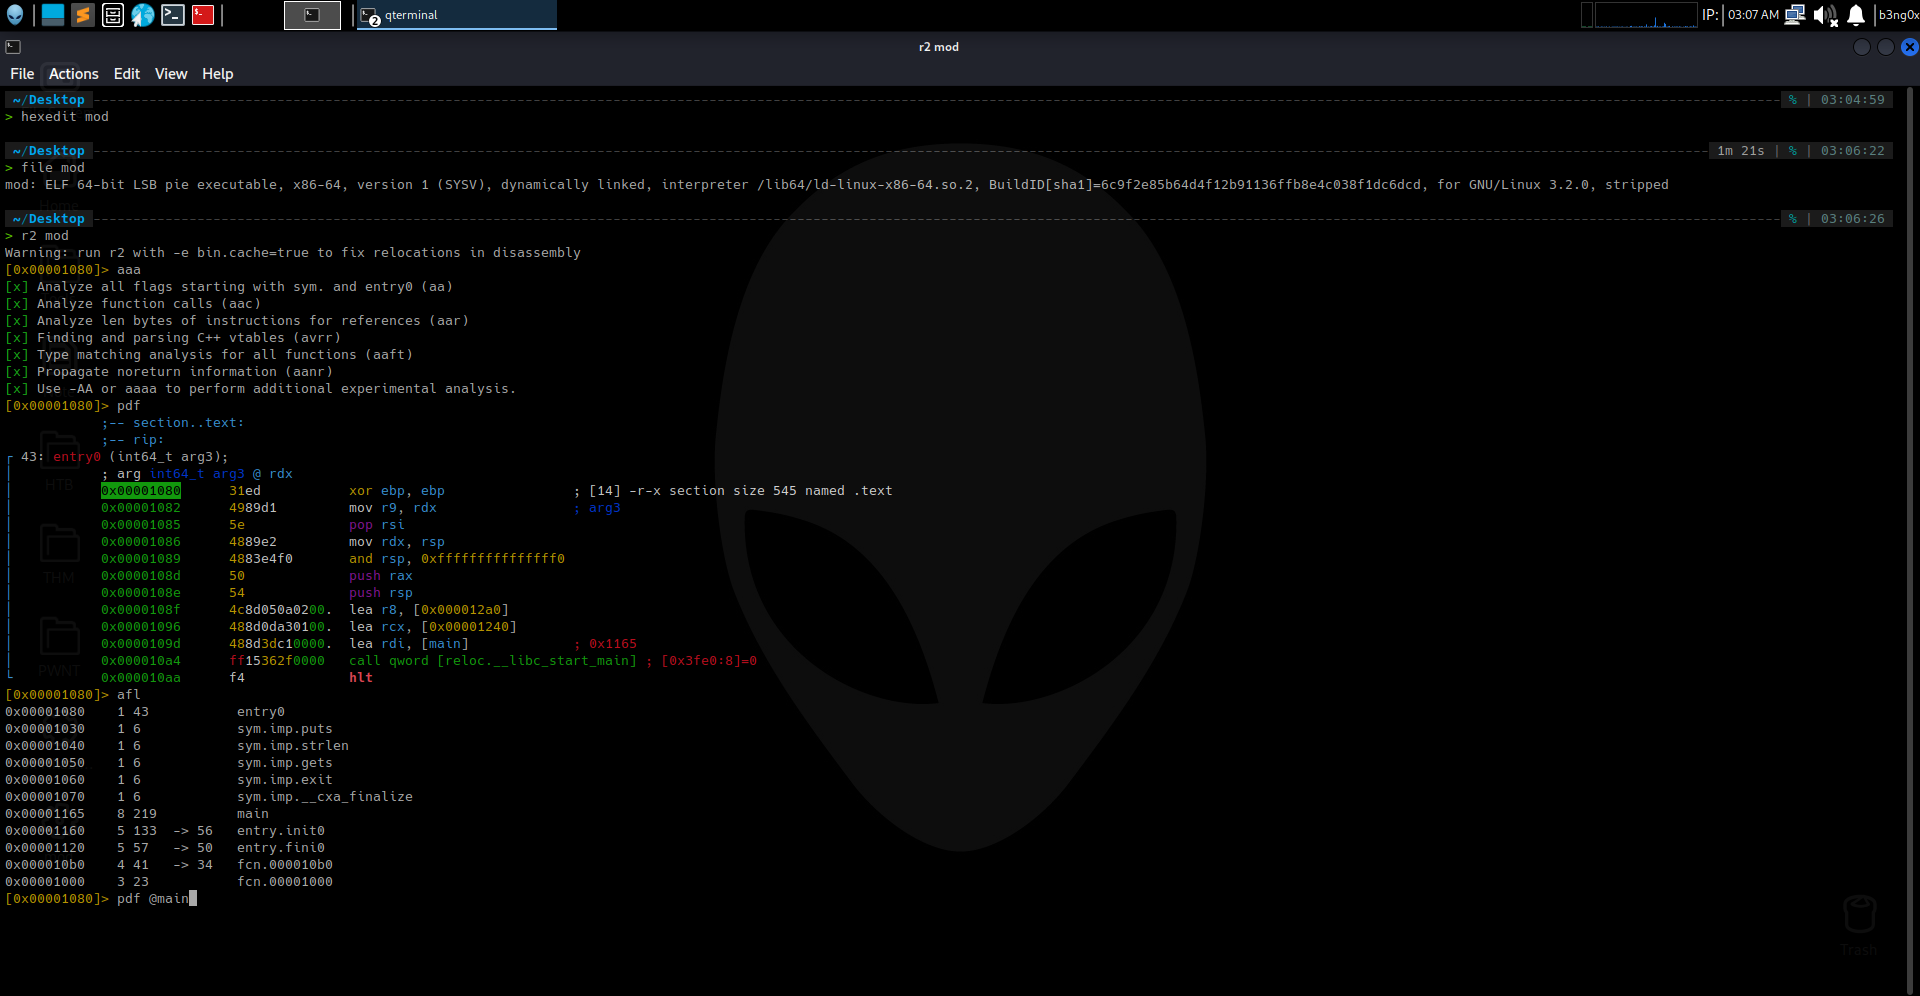 2 qterminal IP: 03:07 AM b3ng0x
r2 mod
File Actions Edit View Help
~/Desktop % | 03:04:59
> hexedit mod
~/Desktop 1m 21s | % | 03:06:22
> file mod
mod: ELF 64-bit LSB pie executable, x86-64, version 1 (SYSV), dynamically linked, interpreter /lib64/ld-linux-x86-64.so.2, BuildID[sha1]=6c9f2e85b64d4f12b91136ffb8e4c038f1dc6dcd, for GNU/Linux 3.2.0, stripped
Home
~/Desktop % | 03:06:26
> r2 mod
Warning: run r2 with -e bin.cache=true to fix relocations in disassembly
[0x00001080]> aaa
[x] Analyze all flags starting with sym. and entry0 (aa)
[x] Analyze function calls (aac)
[x] Analyze len bytes of instructions for references (aar)
[x] Finding and parsing C++ vtables (avrr)
[x] Type matching analysis for all functions (aaft)
[x] Propagate noreturn information (aanr)
[x] Use -AA or aaaa to perform additional experimental analysis.
[0x00001080]> pdf
;-- section..text:
;-- rip:
43: entry0 (int64_t arg3);
; arg int64_t arg3 @ rdx
HTB
0x00001080 31ed xor ebp, ebp ; [14] -r-x section size 545 named .text
0x00001082 4989d1 mov r9, rdx ; arg3
0x00001085 5e pop rsi
0x00001086 4889e2 mov rdx, rsp
0x00001089 4883e4f0 and rsp, 0xfffffffffffffff0
0x0000108d 50 push rax
THM
0x0000108e 54 push rsp
0x0000108f 4c8d050a0200. lea r8, [0x000012a0]
0x00001096 488d0da30100. lea rcx, [0x00001240]
0x0000109d 488d3dc10000. lea rdi, [main] ; 0x1165
0x000010a4 ff15362f0000 call qword [reloc.__libc_start_main] ; [0x3fe0:8]=0
PWNT
0x000010aa f4 hlt
[0x00001080]> afl
0x00001080 1 43 entry0
0x00001030 1 6 sym.imp.puts
0x00001040 1 6 sym.imp.strlen
0x00001050 1 6 sym.imp.gets
0x00001060 1 6 sym.imp.exit
0x00001070 1 6 sym.imp.__cxa_finalize
0x00001165 8 219 main
0x00001160 5 133 -> 56 entry.init0
0x00001120 5 57 -> 50 entry.fini0
0x000010b0 4 41 -> 34 fcn.000010b0
0x00001000 3 23 fcn.00001000
[0x00001080]> pdf @main
Trash